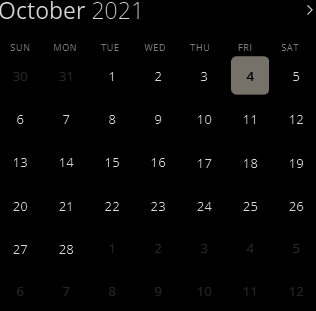 October 2021 >
SUN MON TUE WED THU FRI SAT
30 31 1 2 3 4 5
6 7 8 9 10 11 12
13 14 15 16 17 18 19
20 21 22 23 24 25 26
27 28 1 2 3 4 5
6 7 8 9 10 11 12